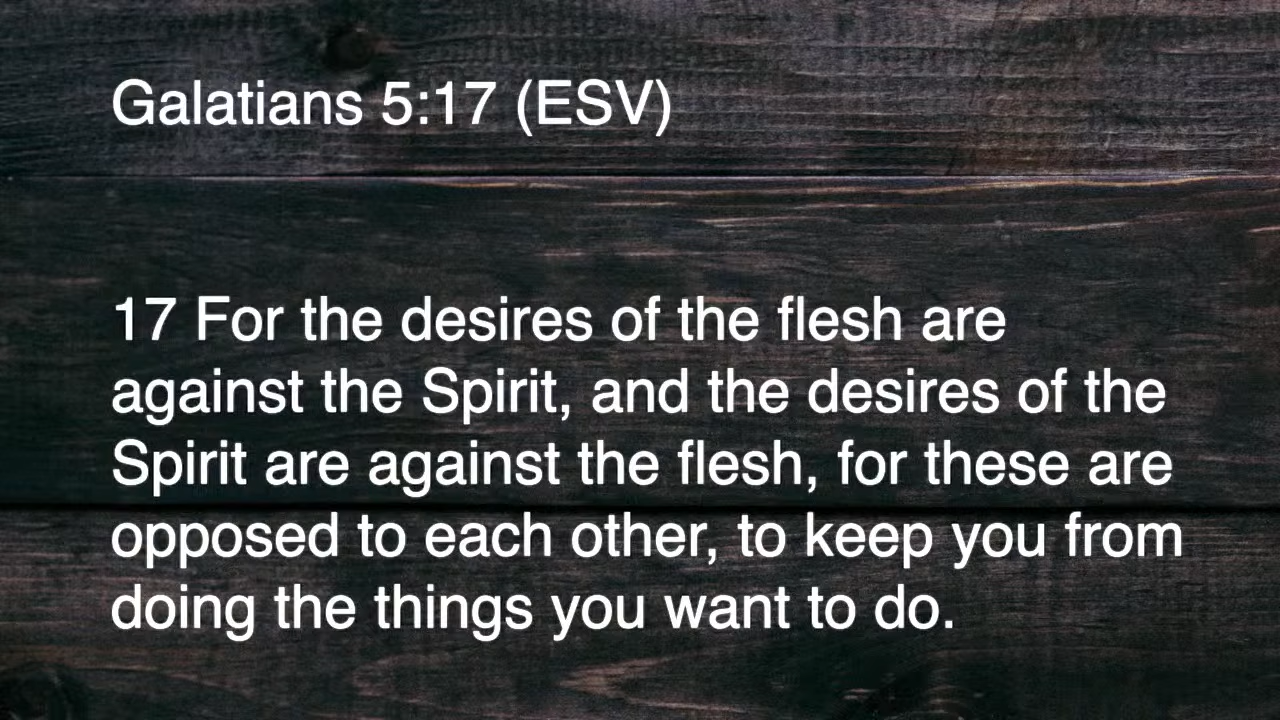 Galatians 5:17 (ESV)
17 For the desires of the flesh are
against the Spirit, and the desires of the
Spirit are against the flesh, for these are
opposed to each other, to keep you from
doing the things you want to do.